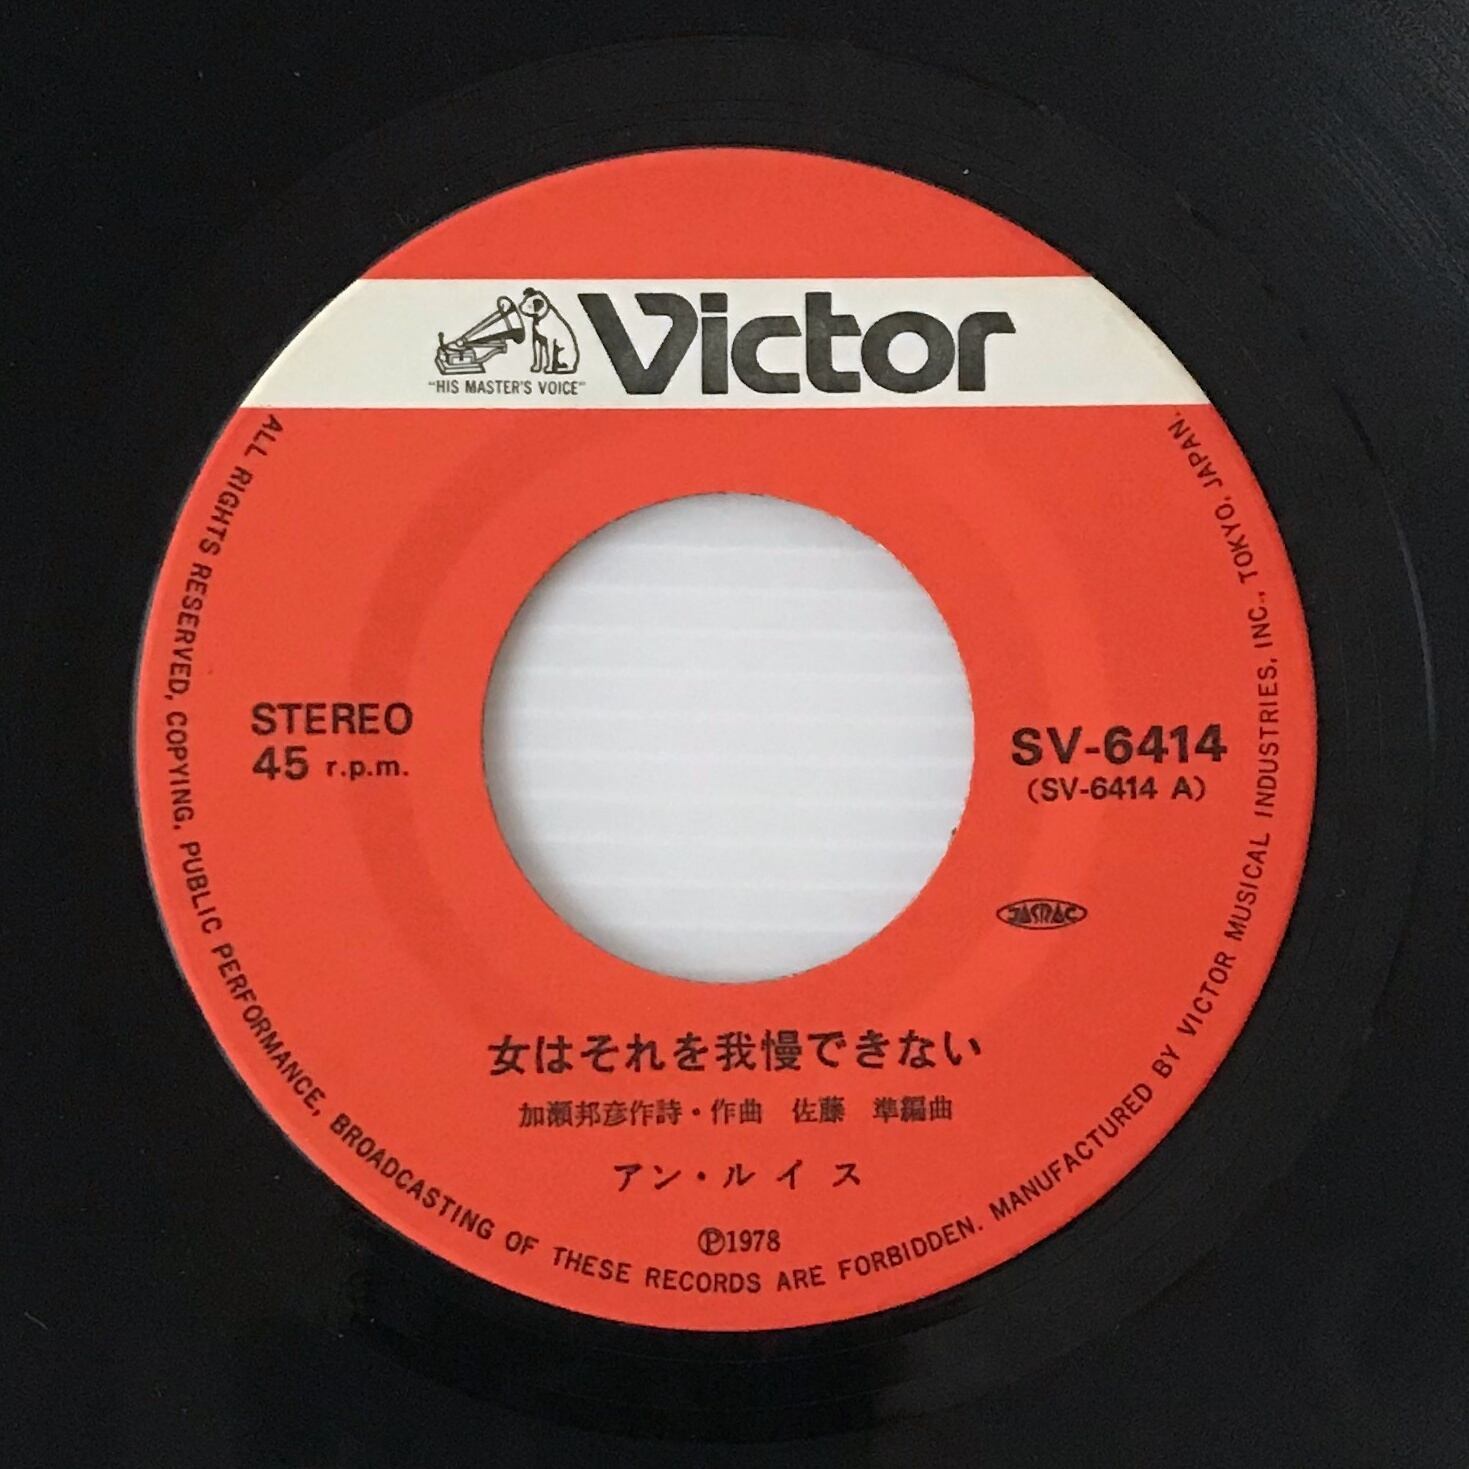 "HIS MASTER'S VOICE"
Victor
STEREO
45 r.p.m.
SV-6414
(SV-6414 A)
JASRAC
女はそれを我慢できない
加瀬邦彦作詩・作曲 佐藤 準編曲
アン・ルイス
Ⓟ1978
ALL RIGHTS RESERVED, COPYING, PUBLIC PERFORMANCE, BROADCASTING OF THESE RECORDS ARE FORBIDDEN. MANUFACTURED BY VICTOR MUSICAL INDUSTRIES, INC., TOKYO, JAPAN.